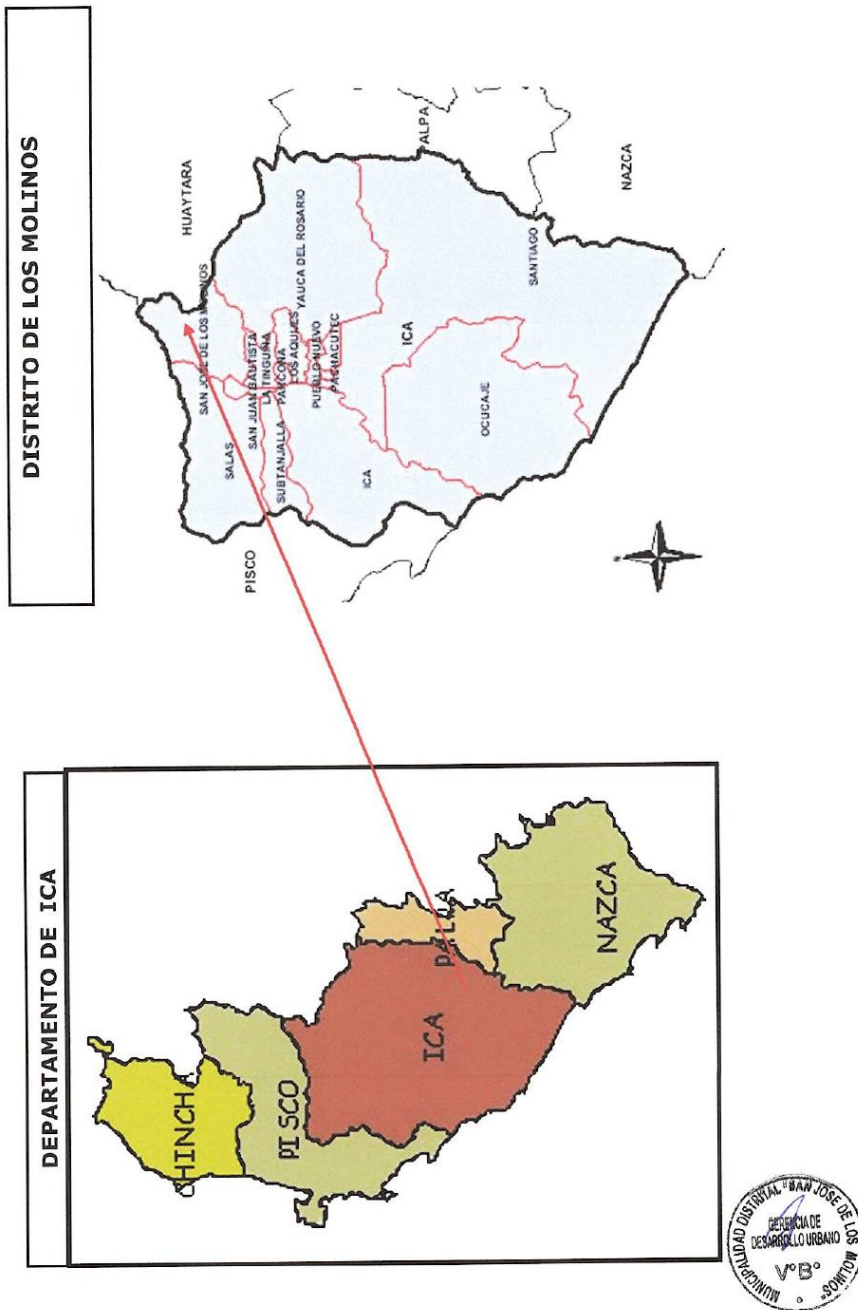 DISTRITO DE LOS MOLINOS
HUAYTARA
SAN JOSE DE LOS MOLINOS
SALAS
SAN JUAN BAUTISTA
LA TINGUIÑA
SUBTANJALLA
PARCONA
LOS AQUIJES
YAUCA DEL ROSARIO
PUEBLO NUEVO
PACHACUTEC
PISCO
ICA
ICA
ALPA
OCUCAJE
SANTIAGO
NAZCA
DEPARTAMENTO DE ICA
CHINCHA
PISCO
ICA
PALPA
NAZCA
MUNICIPALIDAD DISTRITAL "SAN JOSE DE LOS MOLINOS"
GERENCIA DE
DESARROLLO URBANO
V°B°